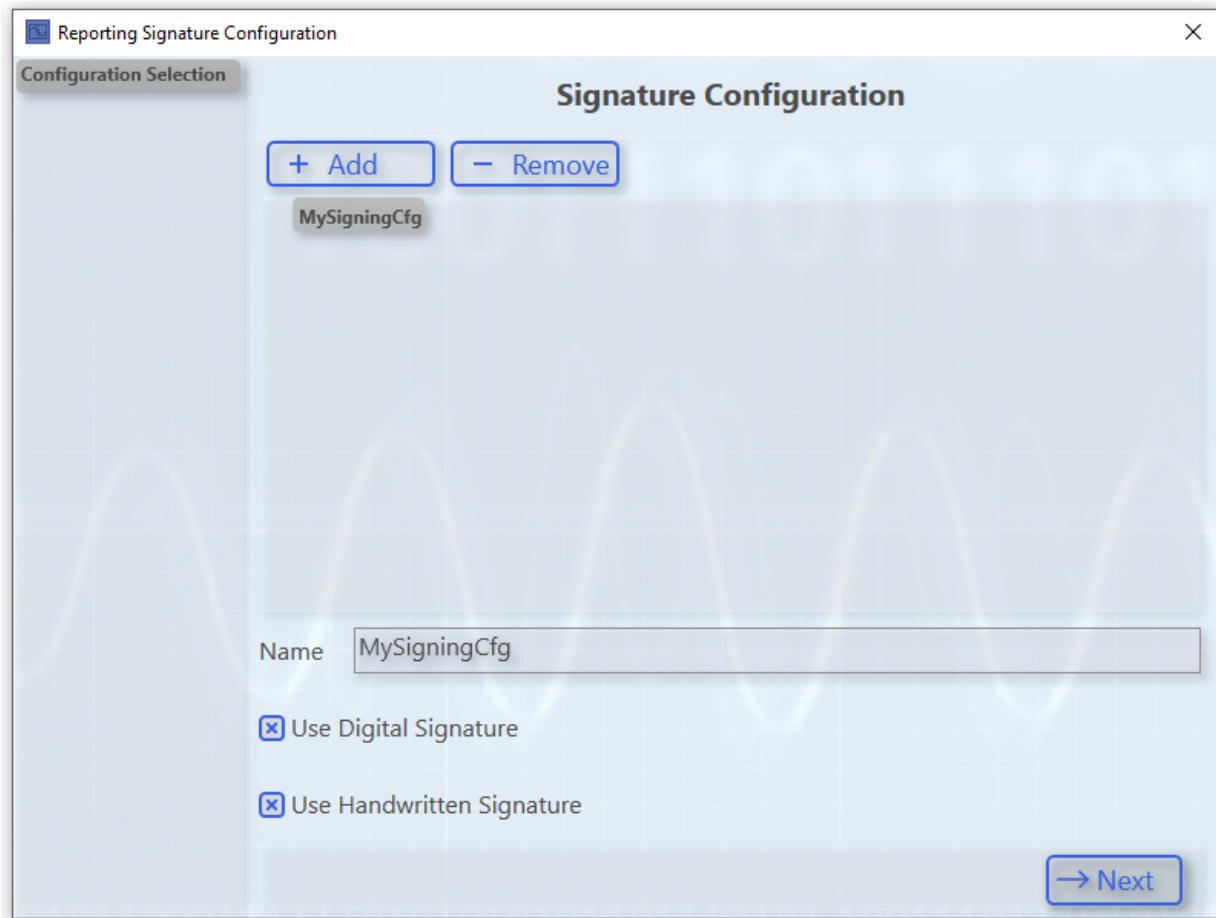 Reporting Signature Configuration
Configuration Selection
Signature Configuration
+ Add
− Remove
MySigningCfg
Name
MySigningCfg
Use Digital Signature
Use Handwritten Signature
→ Next